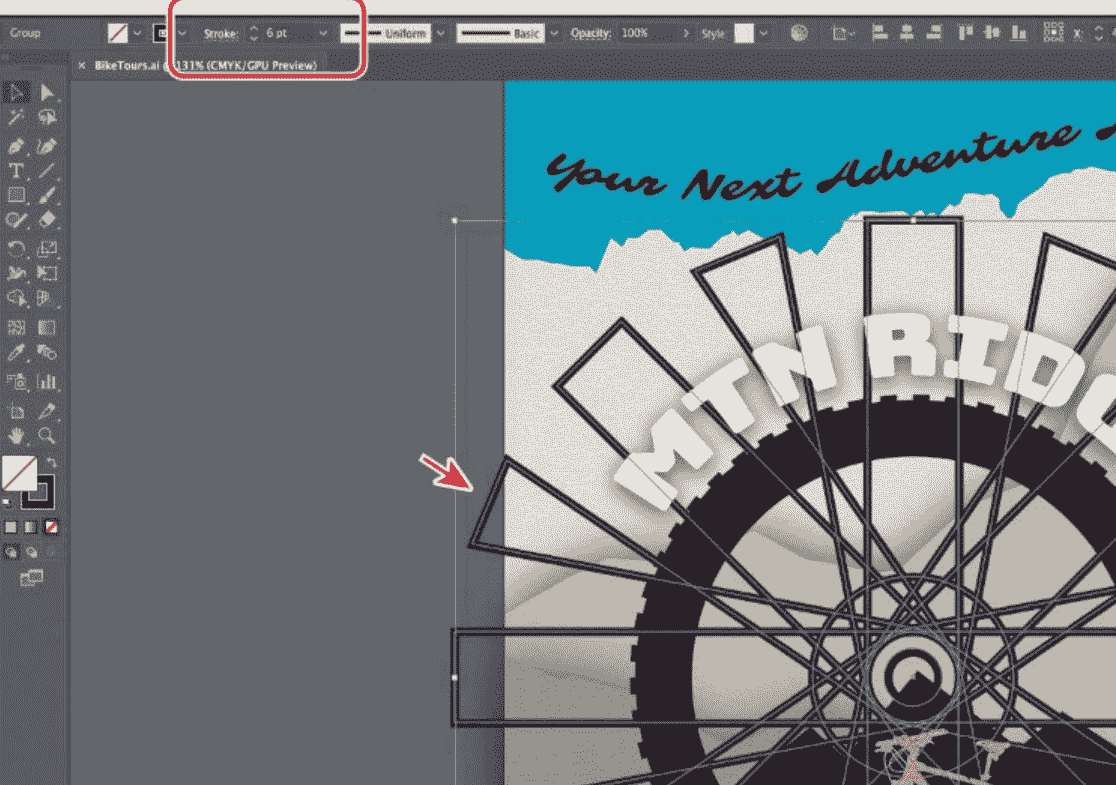 Group Stroke: 6 pt Uniform Basic Opacity: 100% Style X:
× BikeTours.ai @ 131% (CMYK/GPU Preview)
Your Next Adventure
MTN RIDG